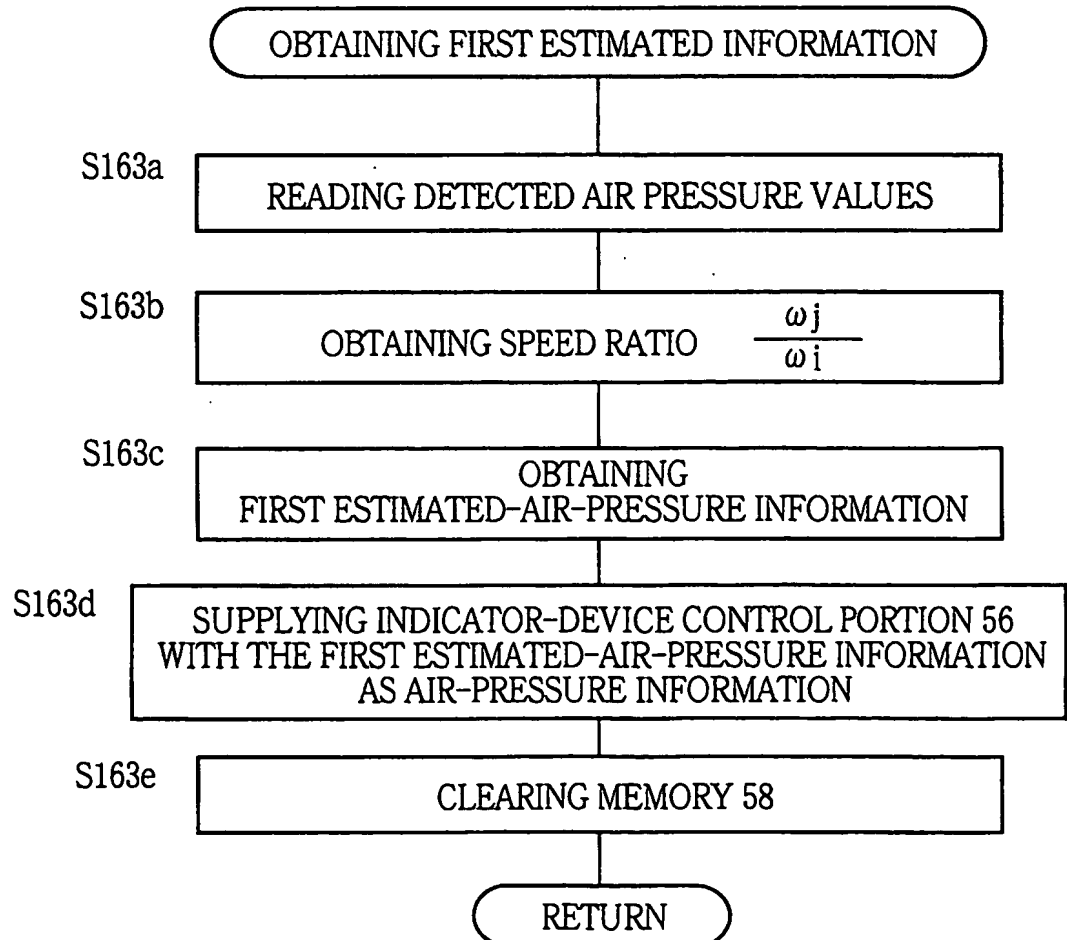 OBTAINING FIRST ESTIMATED INFORMATION
S163a
READING DETECTED AIR PRESSURE VALUES
S163b
OBTAINING SPEED RATIO ωj
ωi
S163c
OBTAINING
FIRST ESTIMATED-AIR-PRESSURE INFORMATION
S163d
SUPPLYING INDICATOR-DEVICE CONTROL PORTION 56
WITH THE FIRST ESTIMATED-AIR-PRESSURE INFORMATION
AS AIR-PRESSURE INFORMATION
S163e
CLEARING MEMORY 58
RETURN